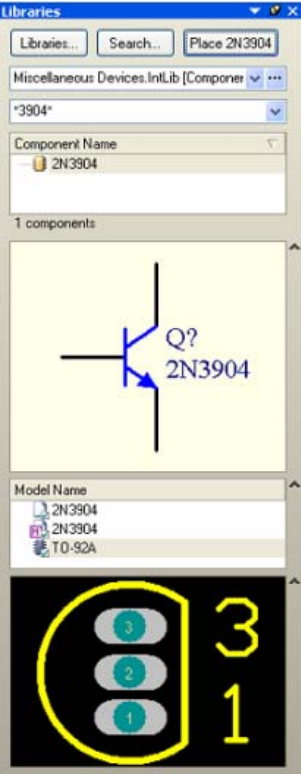 Libraries
Libraries... Search... Place 2N3904
Miscellaneous Devices.IntLib [Componer ...
*3904*
Component Name
2N3904
1 components
Q?
2N3904
Model Name
2N3904
2N3904
TO-92A
3
2
1
3
1